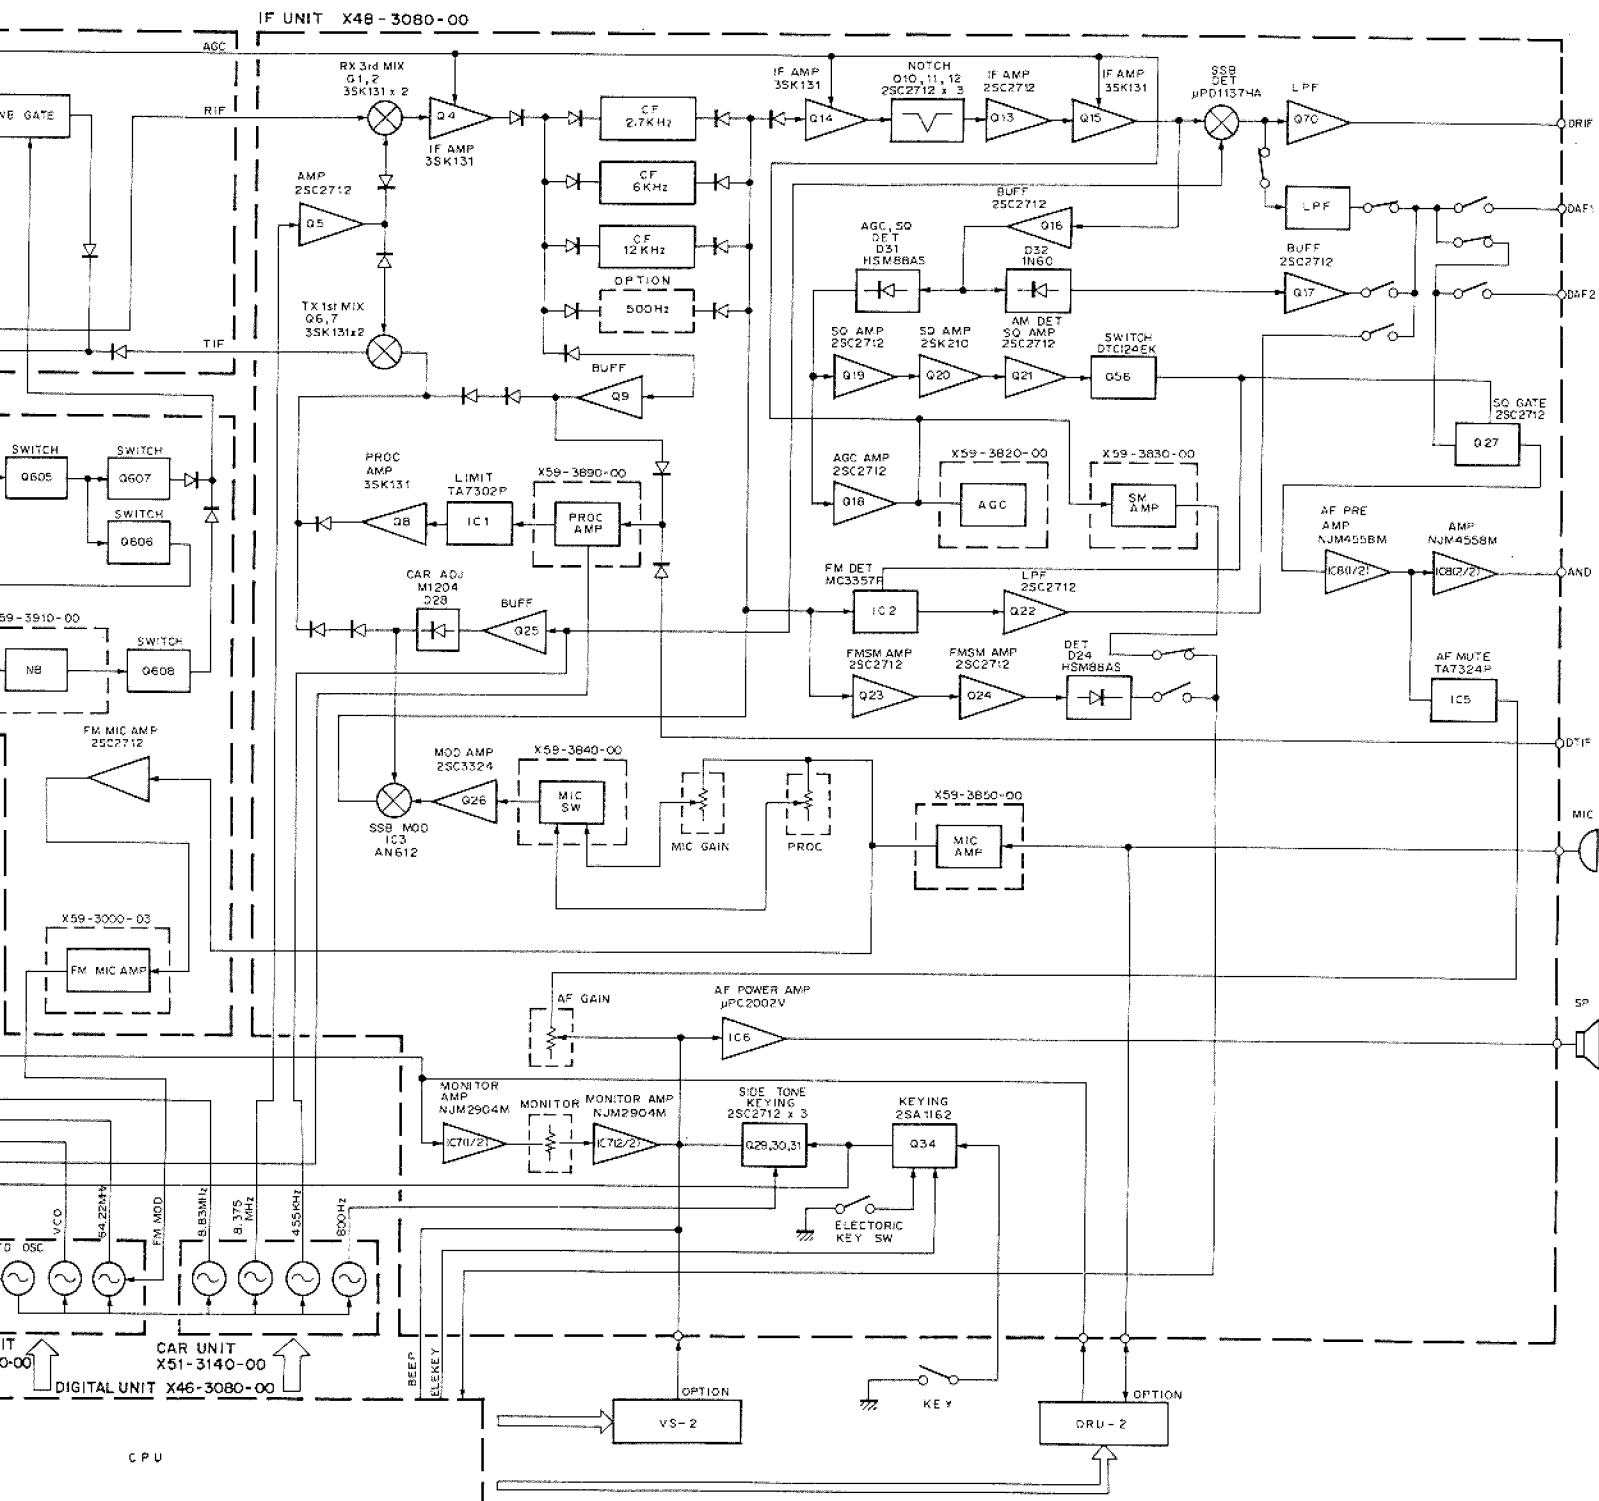 IF UNIT X48-3080-00
AGC
RX 3rd MIX
Q1,2
3SK131 x 2
IF AMP
3SK131
NOTCH
Q10,11,12
2SC2712 x 3
IF AMP
2SC2712
IF AMP
3SK131
SSB
DET
µPD1137HA
LPF
NB GATE
RIF
Q4
IF AMP
3SK131
CF
2.7KHz
Q14
Q13
Q15
Q70
DRIF
AMP
2SC2712
Q5
CF
6KHz
BUFF
2SC2712
Q16
LPF
DAF1
CF
12KHz
AGC,SQ
DET
D31
HSM88AS
D32
1N60
AM DET
BUFF
2SC2712
Q17
DAF2
OPTION
500Hz
TX 1st MIX
Q6,7
3SK131x2
TIF
SQ AMP
2SC2712
Q19
SQ AMP
2SK210
Q20
SQ AMP
2SC2712
Q21
SWITCH
DTC124EK
Q56
BUFF
Q9
SQ GATE
2SC2712
Q27
SWITCH
Q605
SWITCH
Q607
SWITCH
Q606
PROC
AMP
3SK131
Q8
LIMIT
TA7302P
IC1
X59-3890-00
PROC
AMP
AGC AMP
2SC2712
Q18
X59-3820-00
AGC
X59-3830-00
SM
AMP
AF PRE
AMP
NJM4558M
IC8(1/2)
AMP
NJM4558M
IC8(2/2)
AND
CAR ADJ
M1204
D28
BUFF
Q25
FM DET
MC3357P
IC2
LPF
2SC2712
Q22
59-3910-00
NB
SWITCH
Q608
FMSM AMP
2SC2712
Q23
FMSM AMP
2SC2712
Q24
DET
D24
HSM88AS
AF MUTE
TA7324P
IC5
FM MIC AMP
2SC2712
DTIF
MOD AMP
2SC3324
Q26
X59-3840-00
MIC
SW
SSB MOD
IC3
AN612
MIC GAIN
PROC
X59-3850-00
MIC
AMP
MIC
X59-3000-03
FM MIC AMP
AF GAIN
AF POWER AMP
µPC2002V
IC6
SP
MONITOR
AMP
NJM2904M
IC7(1/2)
MONITOR
MONITOR AMP
NJM2904M
IC7(2/2)
SIDE TONE
KEYING
2SC2712 x 3
Q29,30,31
KEYING
2SA1162
Q34
ELECTORIC
KEY SW
VCO
64.22MHz
FM MOD
8.83MHz
8.375
MHz
455KHz
800Hz
OSC
CAR UNIT
X51-3140-00
DIGITAL UNIT X46-3080-00
BEEP
ELEKEY
OPTION
VS-2
KEY
OPTION
DRU-2
CPU